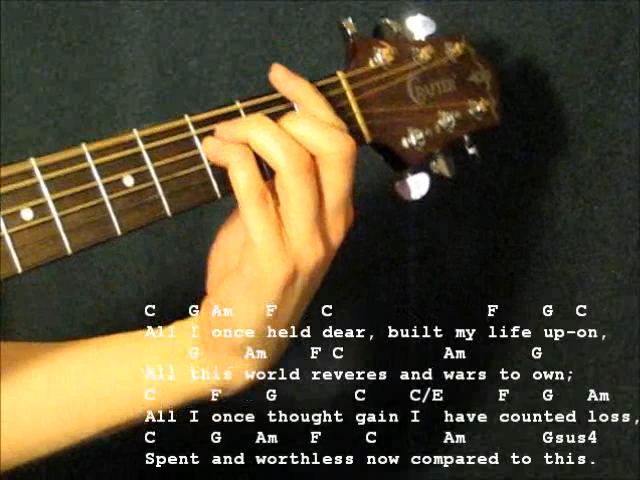 CRAFTER
C G Am F C F G C
All I once held dear, built my life up-on,
G Am F C Am G
All this world reveres and wars to own;
C F G C C/E F G Am
All I once thought gain I have counted loss,
C G Am F C Am Gsus4
Spent and worthless now compared to this.